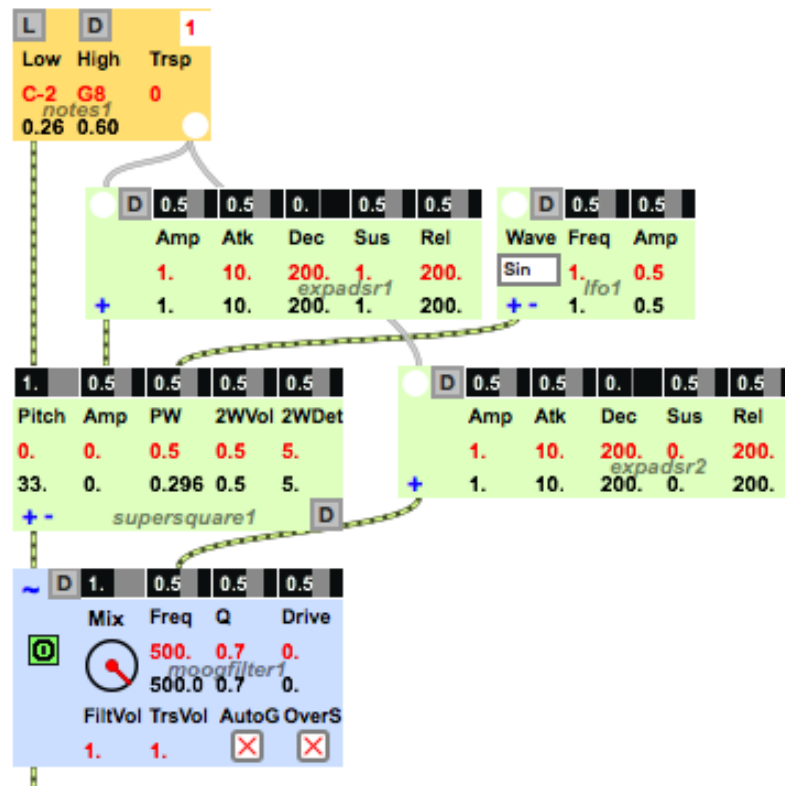 L D 1
Low High Trsp
C-2 G8 0
notes1
0.26 0.60
D 0.5 0.5 0. 0.5 0.5
Amp Atk Dec Sus Rel
1. 10. 200. 1. 200.
expadsr1
+ 1. 10. 200. 1. 200.
D 0.5 0.5
Wave Freq Amp
Sin 1. 0.5
lfo1
+ - 1. 0.5
1. 0.5 0.5 0.5 0.5
Pitch Amp PW 2WVol 2WDet
0. 0. 0.5 0.5 5.
33. 0. 0.296 0.5 5.
+ - supersquare1 D
D 0.5 0.5 0. 0.5 0.5
Amp Atk Dec Sus Rel
1. 10. 200. 0. 200.
expadsr2
+ 1. 10. 200. 0. 200.
~ D 1. 0.5 0.5 0.5
Mix Freq Q Drive
500. 0.7 0.
moogfilter1
500.0 0.7 0.
FiltVol TrsVol AutoG OverS
1. 1.